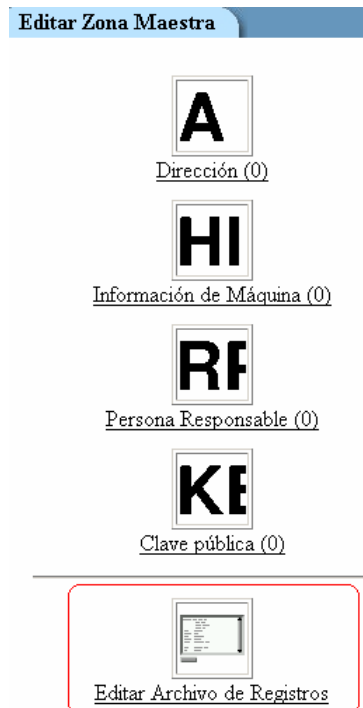 Editar Zona Maestra
A
Dirección (0)
HI
Información de Máquina (0)
RP
Persona Responsable (0)
KE
Clave pública (0)
Editar Archivo de Registros